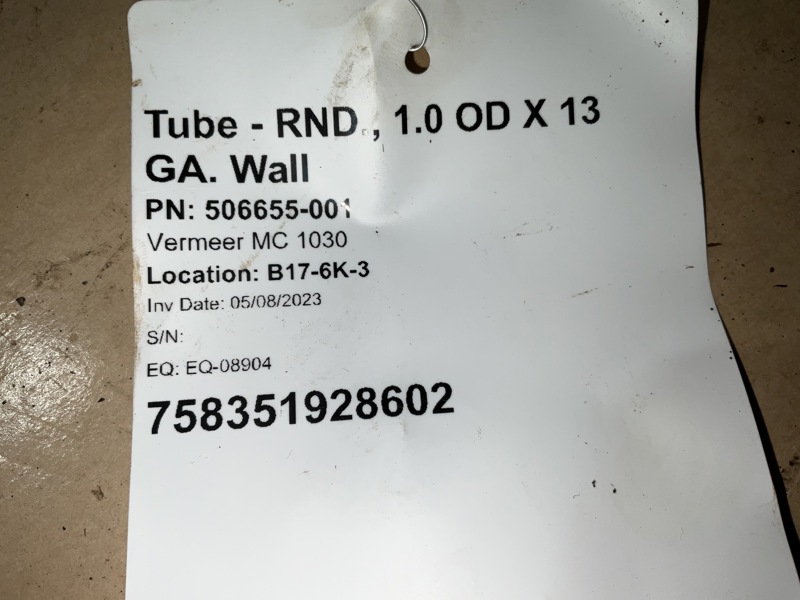 Tube - RND , 1.0 OD X 13
GA. Wall
PN: 506655-001
Vermeer MC 1030
Location: B17-6K-3
Inv Date: 05/08/2023
S/N:
EQ: EQ-08904
758351928602